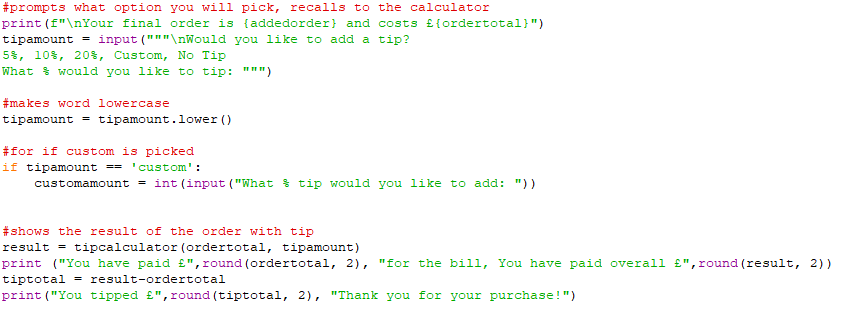 #prompts what option you will pick, recalls to the calculator
print(f"\nYour final order is {addedorder} and costs £{ordertotal}")
tipamount = input("""\nWould you like to add a tip?
5%, 10%, 20%, Custom, No Tip
What % would you like to tip: """)
#makes word lowercase
tipamount = tipamount.lower()
#for if custom is picked
if tipamount == 'custom':
    customamount = int(input("What % tip would you like to add: "))
#shows the result of the order with tip
result = tipcalculator(ordertotal, tipamount)
print ("You have paid £",round(ordertotal, 2), "for the bill, You have paid overall £",round(result, 2))
tiptotal = result-ordertotal
print("You tipped £",round(tiptotal, 2), "Thank you for your purchase!")